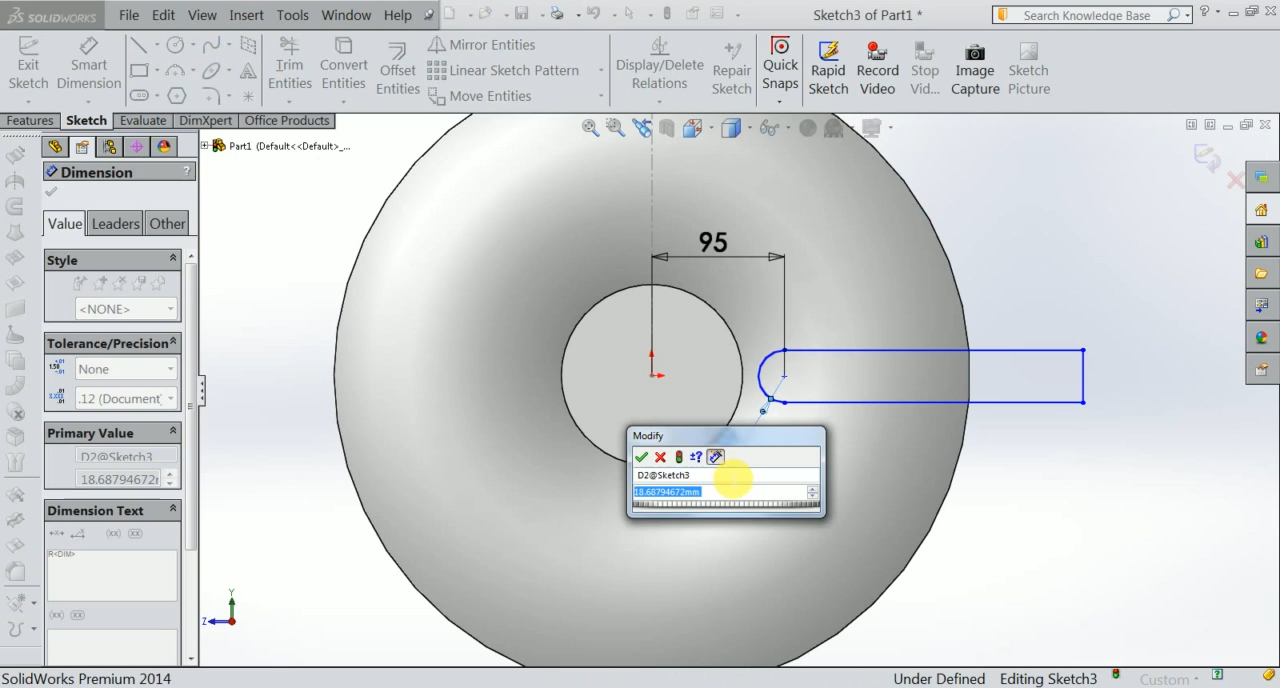 SOLIDWORKS File Edit View Insert Tools Window Help Sketch3 of Part1 * Search Knowledge Base ?
Exit Sketch
Smart Dimension
Trim Entities
Convert Entities
Offset Entities
Mirror Entities
Linear Sketch Pattern
Move Entities
Display/Delete Relations
Repair Sketch
Quick Snaps
Rapid Sketch
Record Video
Stop Vid...
Image Capture
Sketch Picture
Features Sketch Evaluate DimXpert Office Products
Part1 (Default<<Default>_...
Dimension ?
Value Leaders Other
Style
<NONE>
Tolerance/Precision
None
.12 (Document)
Primary Value
D2@Sketch3
18.68794672
Dimension Text
R<DIM>
95
Modify
D2@Sketch3
18.68794672mm
Y
Z
SolidWorks Premium 2014 Under Defined Editing Sketch3 Custom